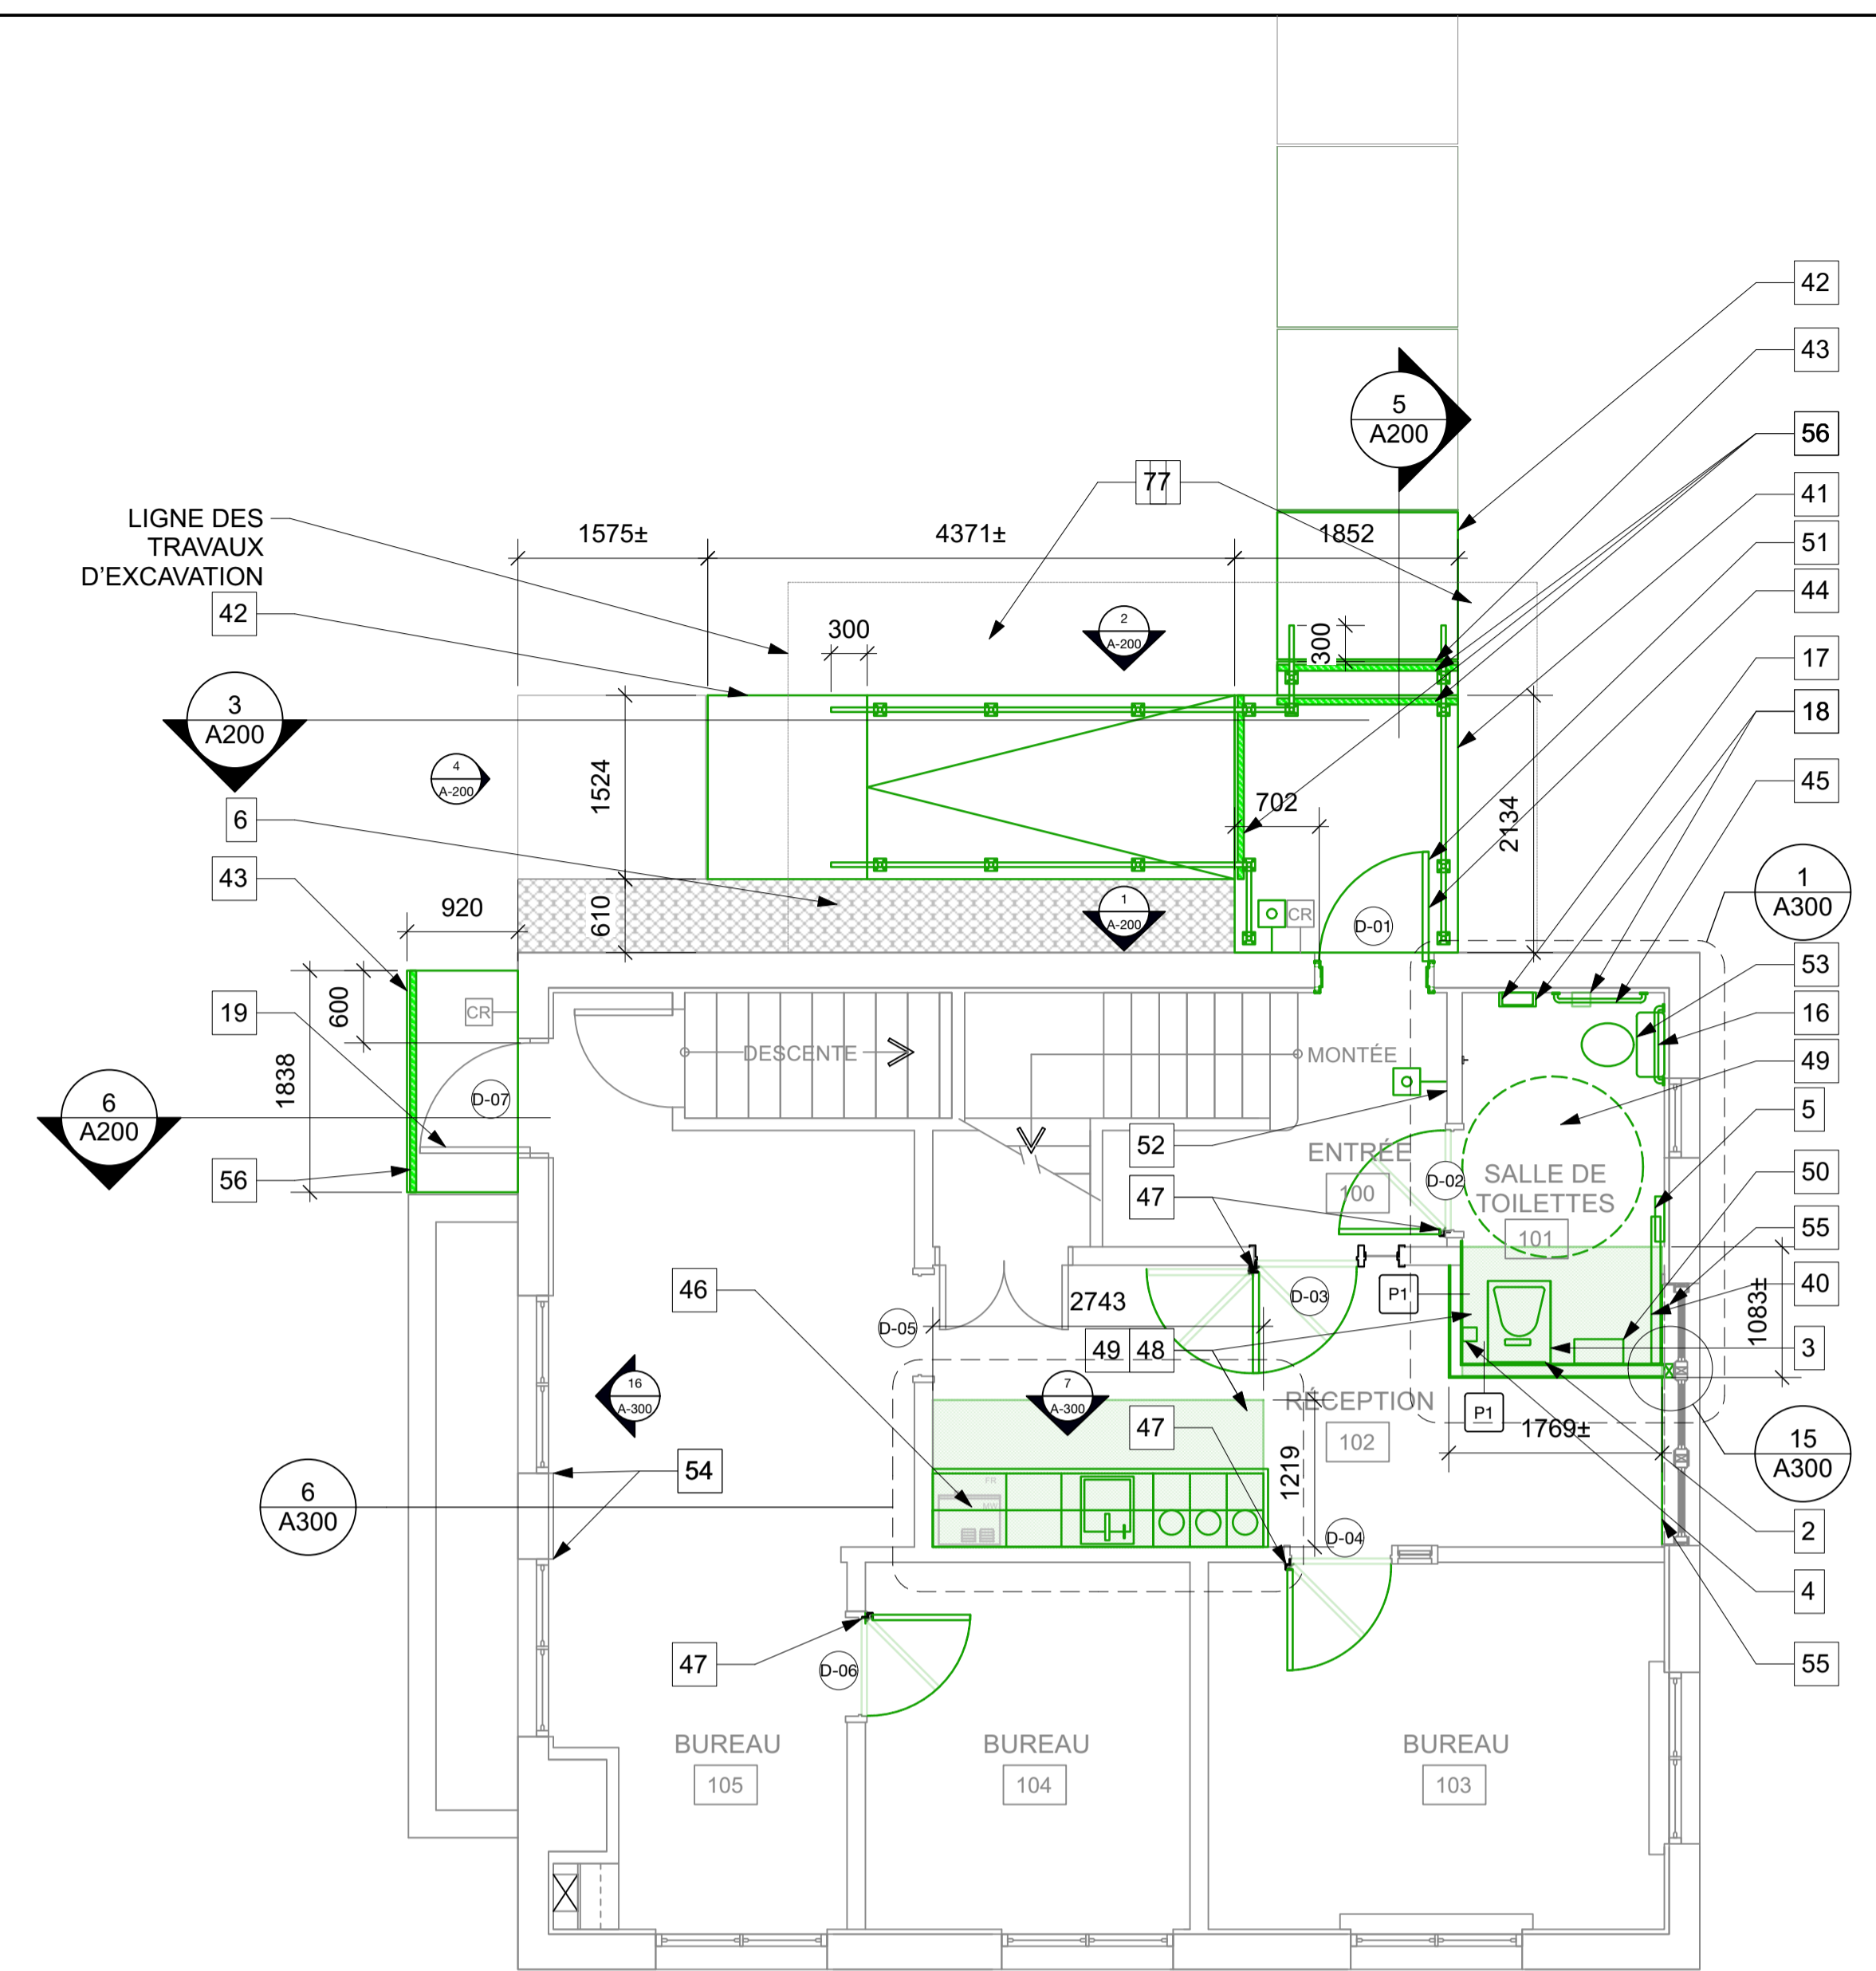 42
43
5
A200
56
77
41
LIGNE DES
TRAVAUX
D'EXCAVATION
1575±
4371±
1852
51
44
42
300
2
A-200
300
17
3
A200
18
4
A-200
1524
702
2134
45
6
43
920
610
1
A-200
CR
D-01
1
A300
53
600
CR
16
19
1838
DESCENTE
MONTÉE
49
6
A200
D-07
5
52
ENTRÉE
100
D-02
SALLE DE
TOILETTES
101
50
56
47
55
46
2743
D-03
P1
1083±
40
D-05
49
48
3
16
A-300
7
A-300
RÉCEPTION
102
47
P1
1769±
15
A300
54
1219
FR
MW
6
A300
D-04
2
4
47
D-06
55
BUREAU
105
BUREAU
104
BUREAU
103